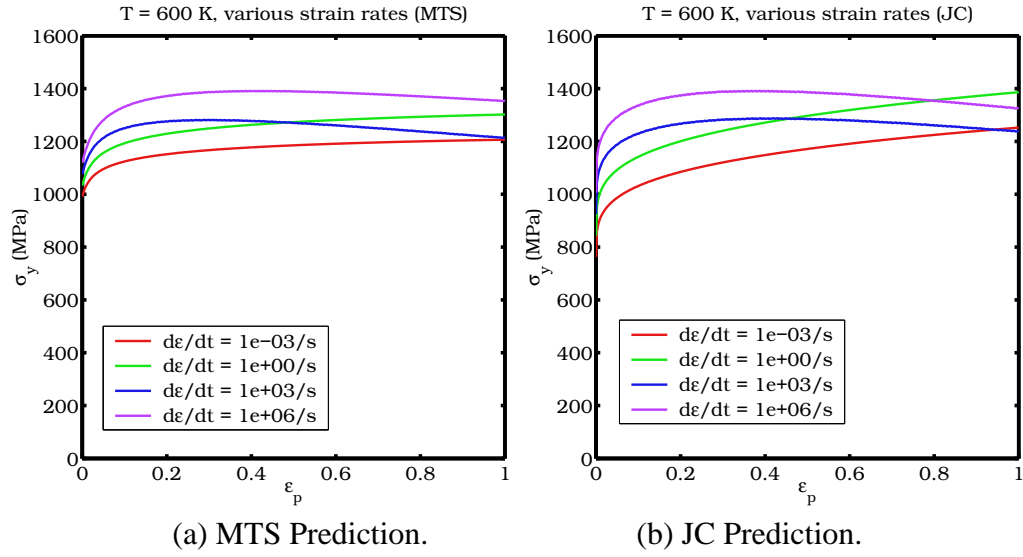 T = 600 K, various strain rates (MTS)
1600
1400
1200
1000
800
600
400
200
0
σy (MPa)
dε/dt = 1e−03/s
dε/dt = 1e+00/s
dε/dt = 1e+03/s
dε/dt = 1e+06/s
0 0.2 0.4 0.6 0.8 1
εp
(a) MTS Prediction.
T = 600 K, various strain rates (JC)
1600
1400
1200
1000
800
600
400
200
0
σy (MPa)
dε/dt = 1e−03/s
dε/dt = 1e+00/s
dε/dt = 1e+03/s
dε/dt = 1e+06/s
0 0.2 0.4 0.6 0.8 1
εp
(b) JC Prediction.